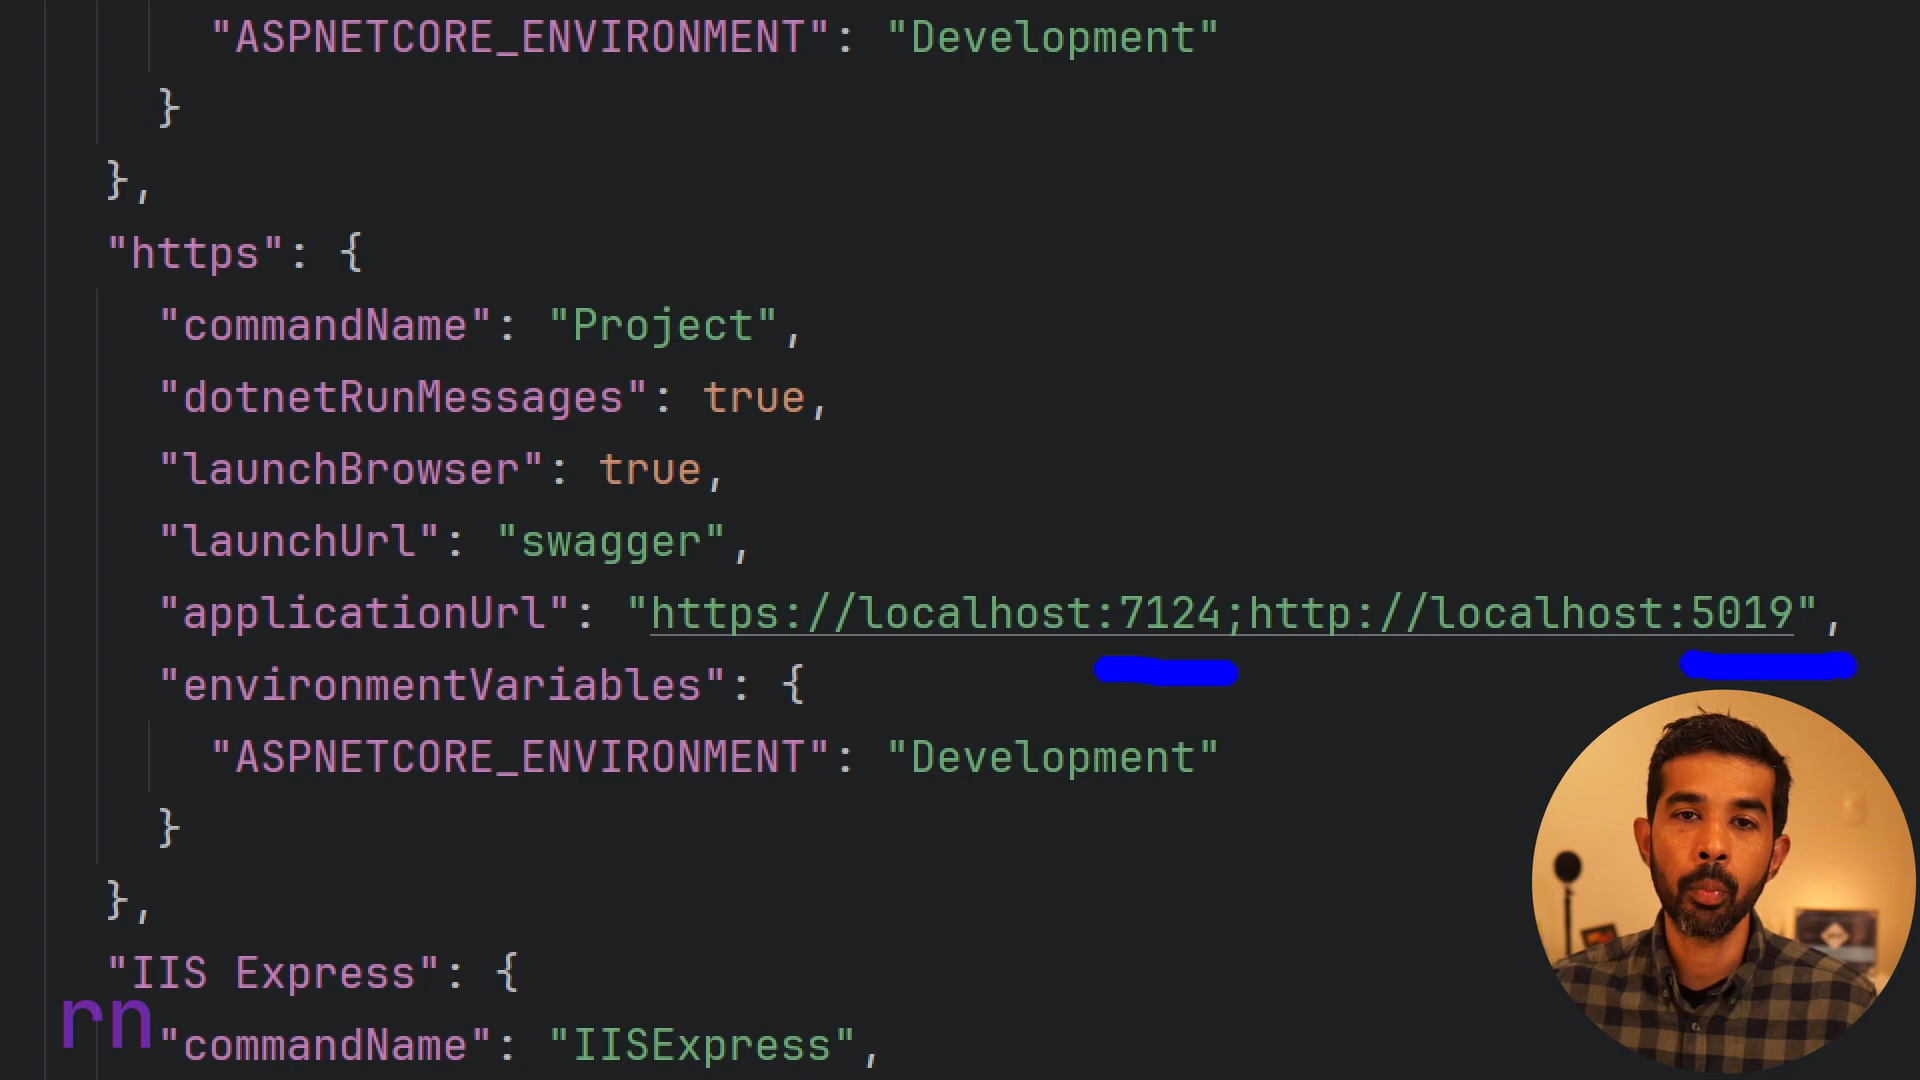 "ASPNETCORE_ENVIRONMENT": "Development"
}
},
"https": {
"commandName": "Project",
"dotnetRunMessages": true,
"launchBrowser": true,
"launchUrl": "swagger",
"applicationUrl": "https://localhost:7124;http://localhost:5019",
"environmentVariables": {
"ASPNETCORE_ENVIRONMENT": "Development"
}
},
"IIS Express": {
rn
"commandName": "IISExpress",